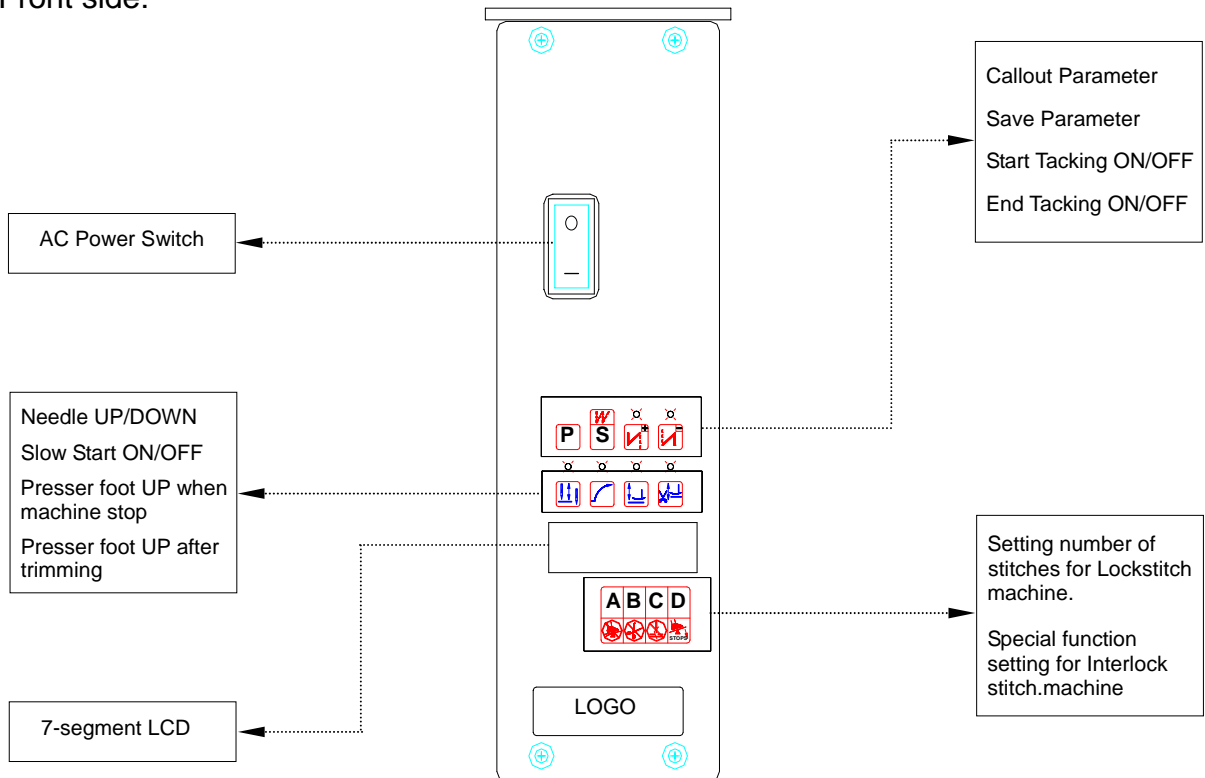 Front side:
Callout Parameter
Save Parameter
Start Tacking ON/OFF
End Tacking ON/OFF
AC Power Switch
Needle UP/DOWN
Slow Start ON/OFF
Presser foot UP when
machine stop
Presser foot UP after
trimming
P
W
S
+
-
A B C D
STOPS
Setting number of
stitches for Lockstitch
machine.
Special function
setting for Interlock
stitch.machine
LOGO
7-segment LCD